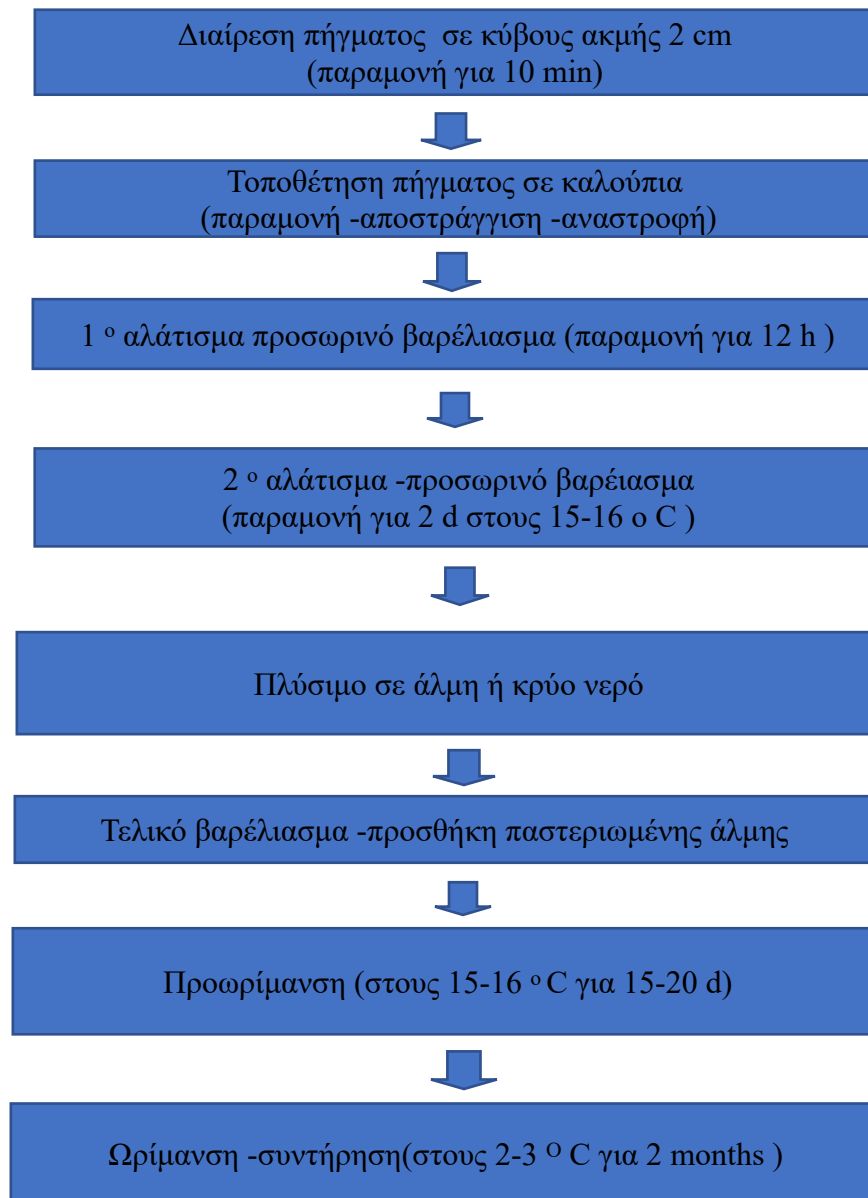 Διαίρεση πήγματος σε κύβους ακμής 2 cm
(παραμονή για 10 min)
Τοποθέτηση πήγματος σε καλούπια
(παραμονή -αποστράγγιση -αναστροφή)
1 ο αλάτισμα προσωρινό βαρέλιασμα (παραμονή για 12 h )
2 ο αλάτισμα -προσωρινό βαρέιασμα
(παραμονή για 2 d στους 15-16 ο C )
Πλύσιμο σε άλμη ή κρύο νερό
Τελικό βαρέλιασμα -προσθήκη παστεριωμένης άλμης
Προωρίμανση (στους 15-16 ο C για 15-20 d)
Ωρίμανση -συντήρηση(στους 2-3 Ο C για 2 months )